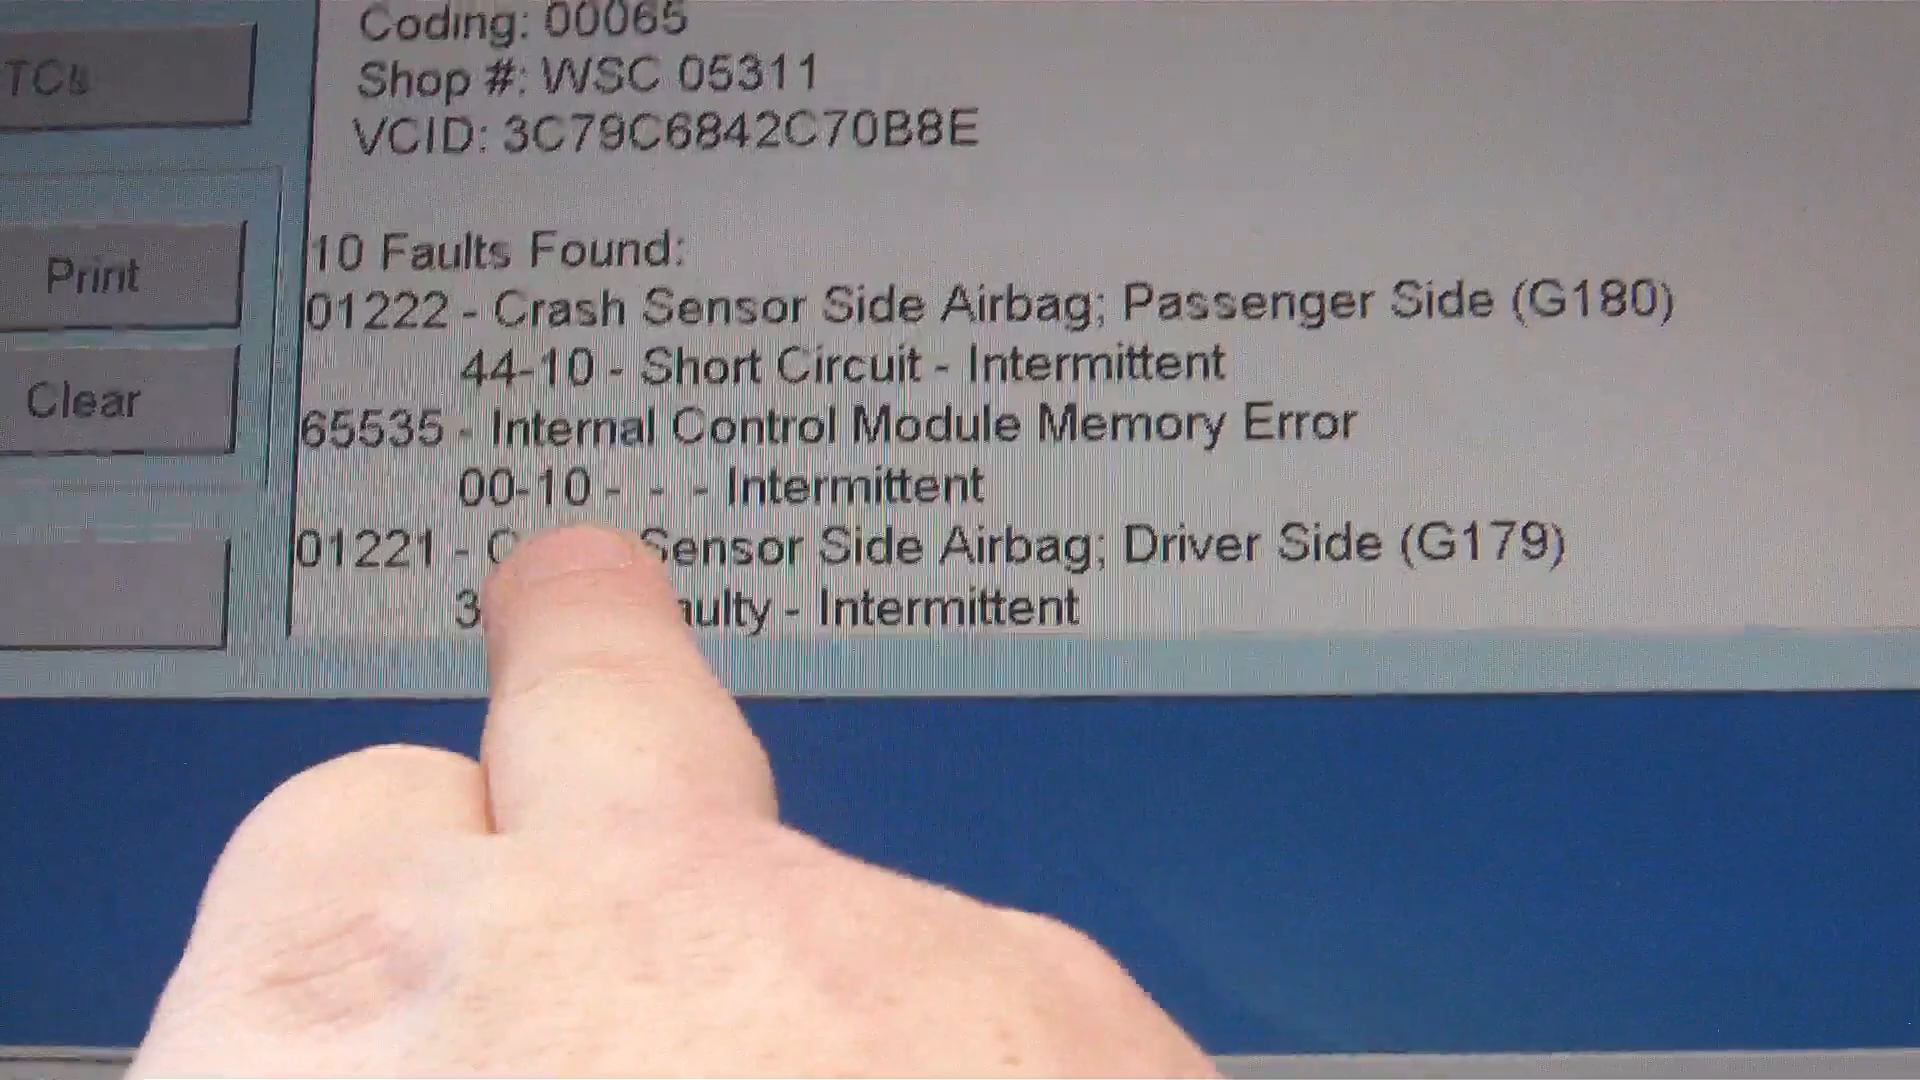 Coding: 00065
Shop #: WSC 05311
VCID: 3C79C6842C70B8E
TCs
Print
Clear
10 Faults Found:
01222 - Crash Sensor Side Airbag; Passenger Side (G180)
44-10 - Short Circuit - Intermittent
65535 - Internal Control Module Memory Error
00-10 - - - Intermittent
01221 - Sensor Side Airbag; Driver Side (G179)
- Intermittent